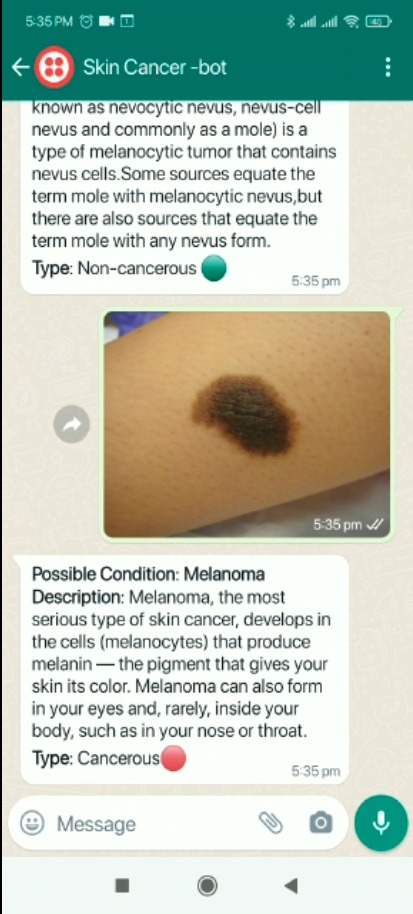 5:35 PM
Skin Cancer -bot
known as nevocytic nevus, nevus-cell
nevus and commonly as a mole) is a
type of melanocytic tumor that contains
nevus cells.Some sources equate the
term mole with melanocytic nevus,but
there are also sources that equate the
term mole with any nevus form.
Type: Non-cancerous
5:35 pm
5:35 pm
Possible Condition: Melanoma
Description: Melanoma, the most
serious type of skin cancer, develops in
the cells (melanocytes) that produce
melanin — the pigment that gives your
skin its color. Melanoma can also form
in your eyes and, rarely, inside your
body, such as in your nose or throat.
Type: Cancerous
5:35 pm
Message